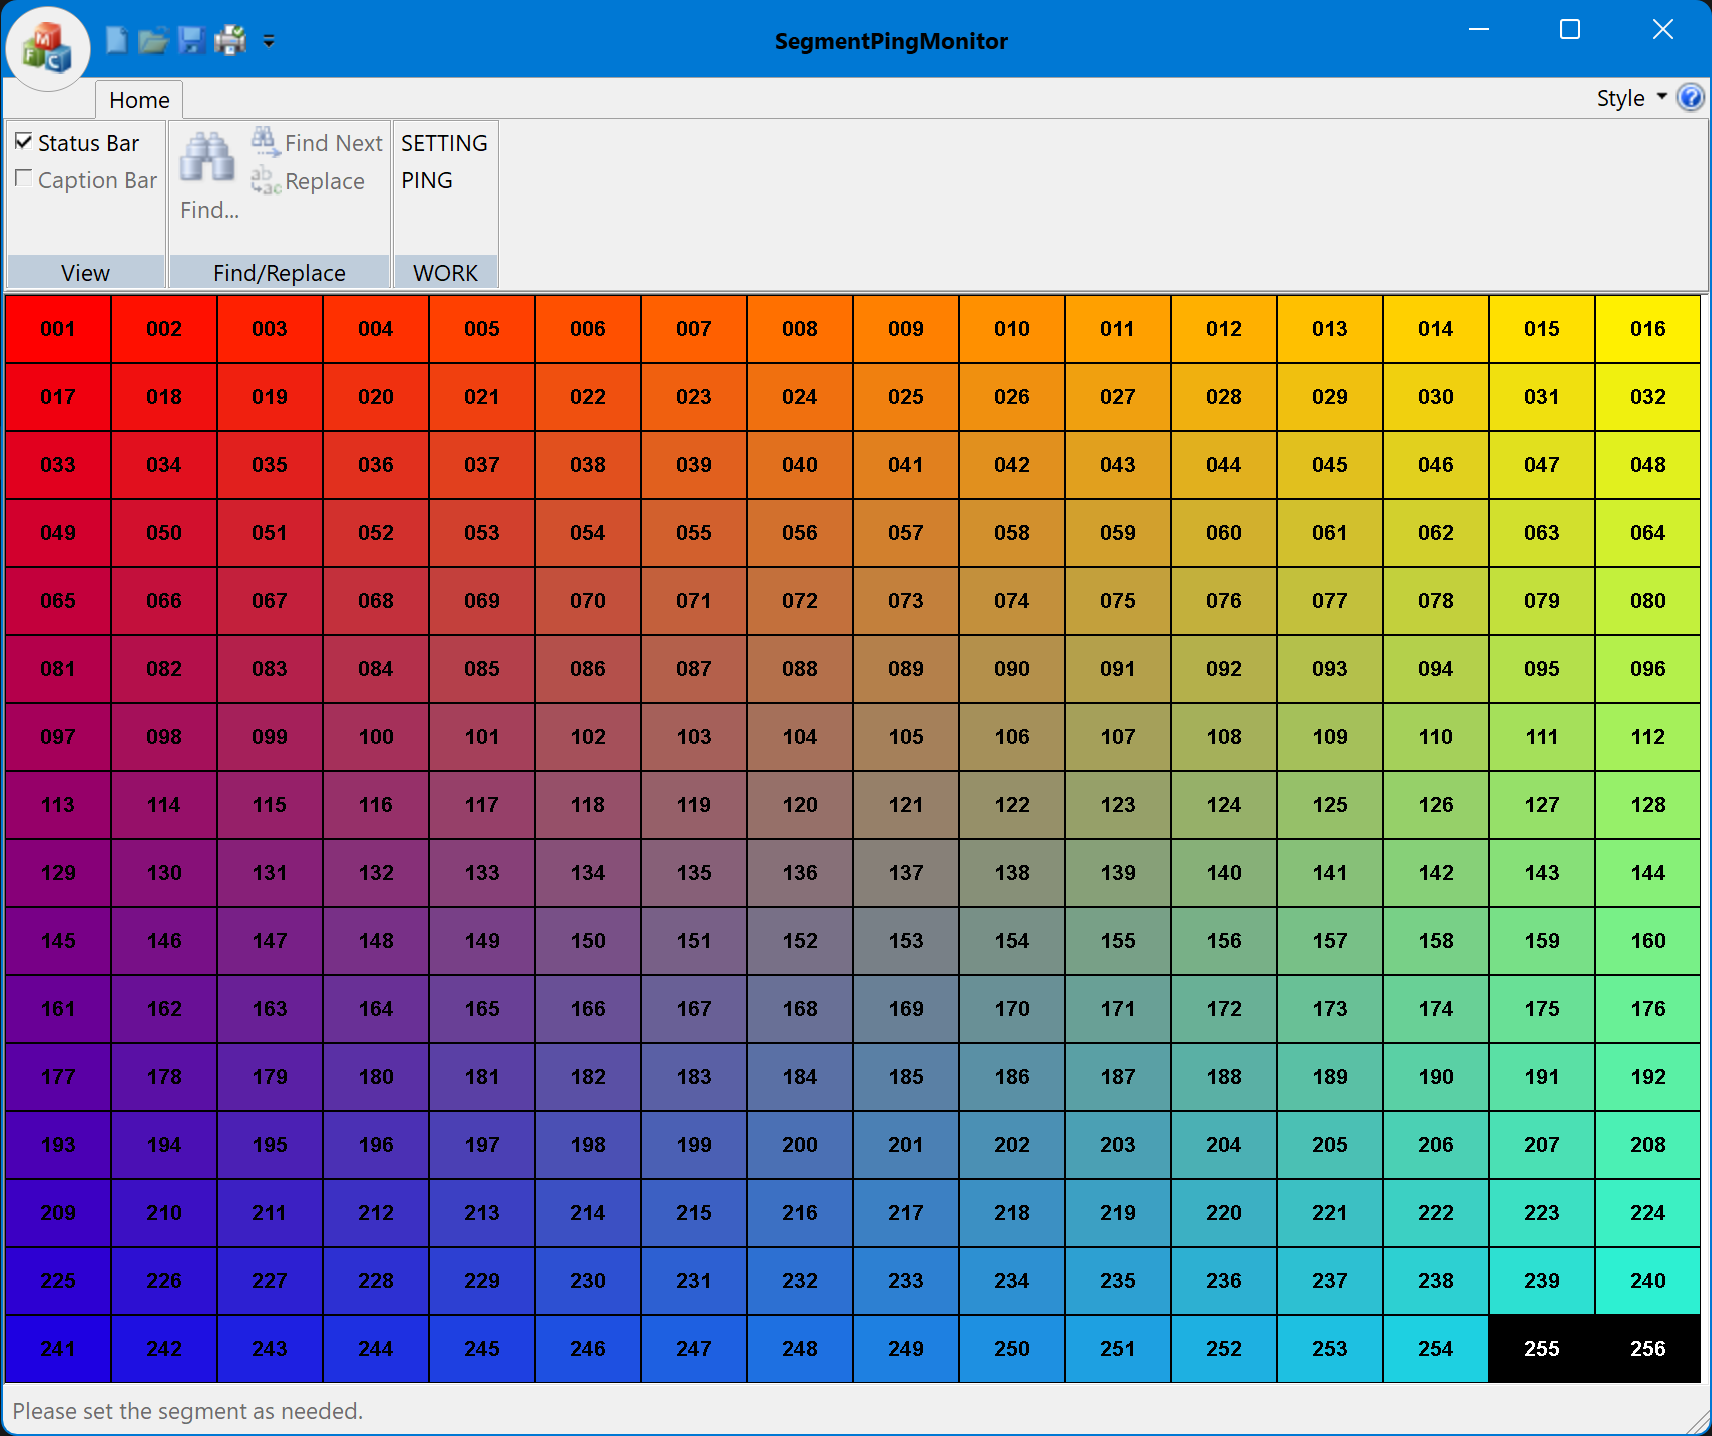 SegmentPingMonitor
Home
Style
Status Bar
Caption Bar
View
Find...
Find Next
Replace
Find/Replace
SETTING
PING
WORK
001 002 003 004 005 006 007 008 009 010 011 012 013 014 015 016
017 018 019 020 021 022 023 024 025 026 027 028 029 030 031 032
033 034 035 036 037 038 039 040 041 042 043 044 045 046 047 048
049 050 051 052 053 054 055 056 057 058 059 060 061 062 063 064
065 066 067 068 069 070 071 072 073 074 075 076 077 078 079 080
081 082 083 084 085 086 087 088 089 090 091 092 093 094 095 096
097 098 099 100 101 102 103 104 105 106 107 108 109 110 111 112
113 114 115 116 117 118 119 120 121 122 123 124 125 126 127 128
129 130 131 132 133 134 135 136 137 138 139 140 141 142 143 144
145 146 147 148 149 150 151 152 153 154 155 156 157 158 159 160
161 162 163 164 165 166 167 168 169 170 171 172 173 174 175 176
177 178 179 180 181 182 183 184 185 186 187 188 189 190 191 192
193 194 195 196 197 198 199 200 201 202 203 204 205 206 207 208
209 210 211 212 213 214 215 216 217 218 219 220 221 222 223 224
225 226 227 228 229 230 231 232 233 234 235 236 237 238 239 240
241 242 243 244 245 246 247 248 249 250 251 252 253 254 255 256
Please set the segment as needed.